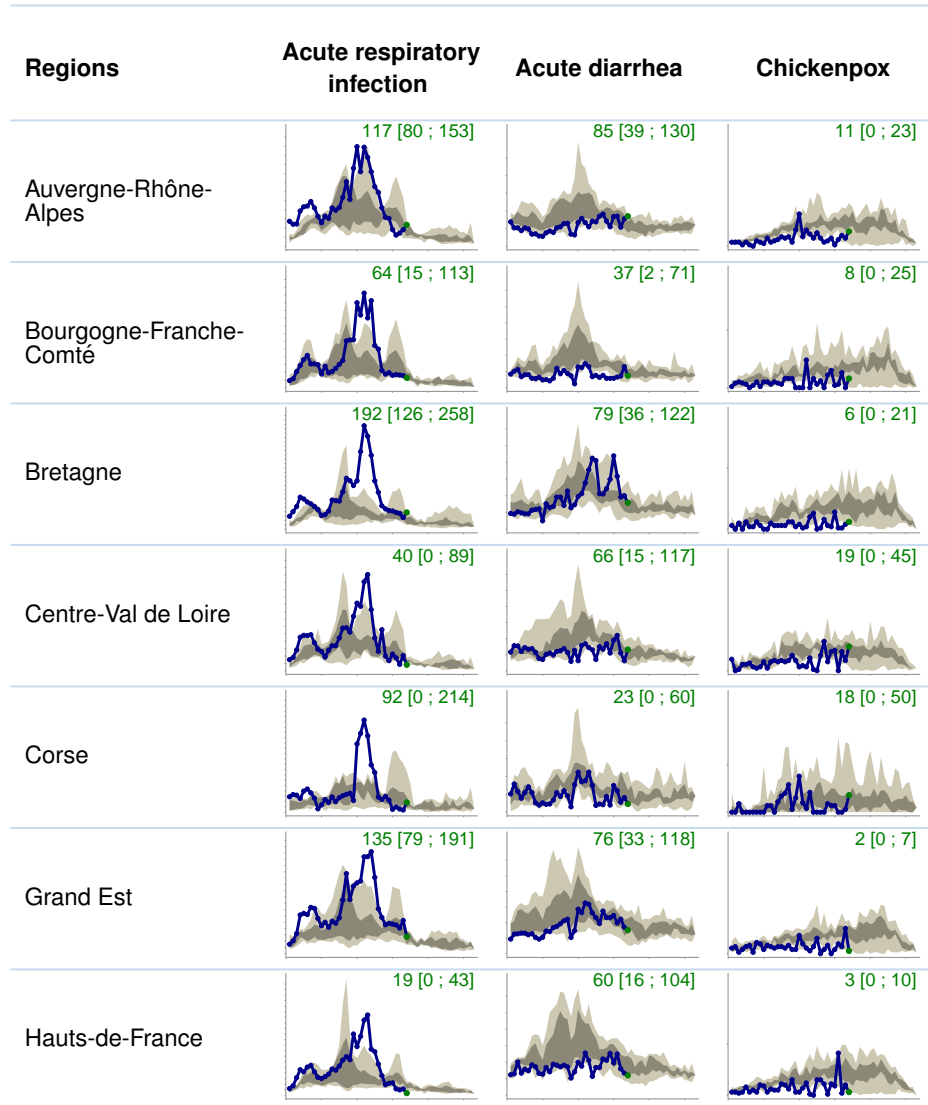 Regions
Acute respiratory
infection
Acute diarrhea
Chickenpox
Auvergne-Rhône-
Alpes
117 [80 ; 153]
85 [39 ; 130]
11 [0 ; 23]
Bourgogne-Franche-
Comté
64 [15 ; 113]
37 [2 ; 71]
8 [0 ; 25]
Bretagne
192 [126 ; 258]
79 [36 ; 122]
6 [0 ; 21]
Centre-Val de Loire
40 [0 ; 89]
66 [15 ; 117]
19 [0 ; 45]
Corse
92 [0 ; 214]
23 [0 ; 60]
18 [0 ; 50]
Grand Est
135 [79 ; 191]
76 [33 ; 118]
2 [0 ; 7]
Hauts-de-France
19 [0 ; 43]
60 [16 ; 104]
3 [0 ; 10]